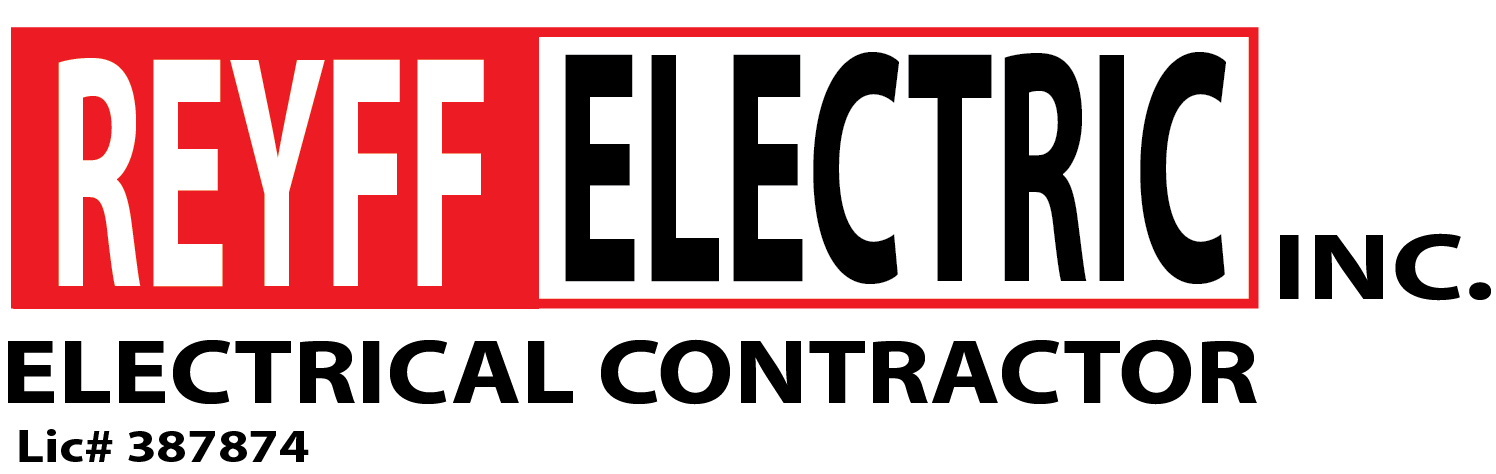 REYFF ELECTRIC INC.
ELECTRICAL CONTRACTOR
Lic# 387874